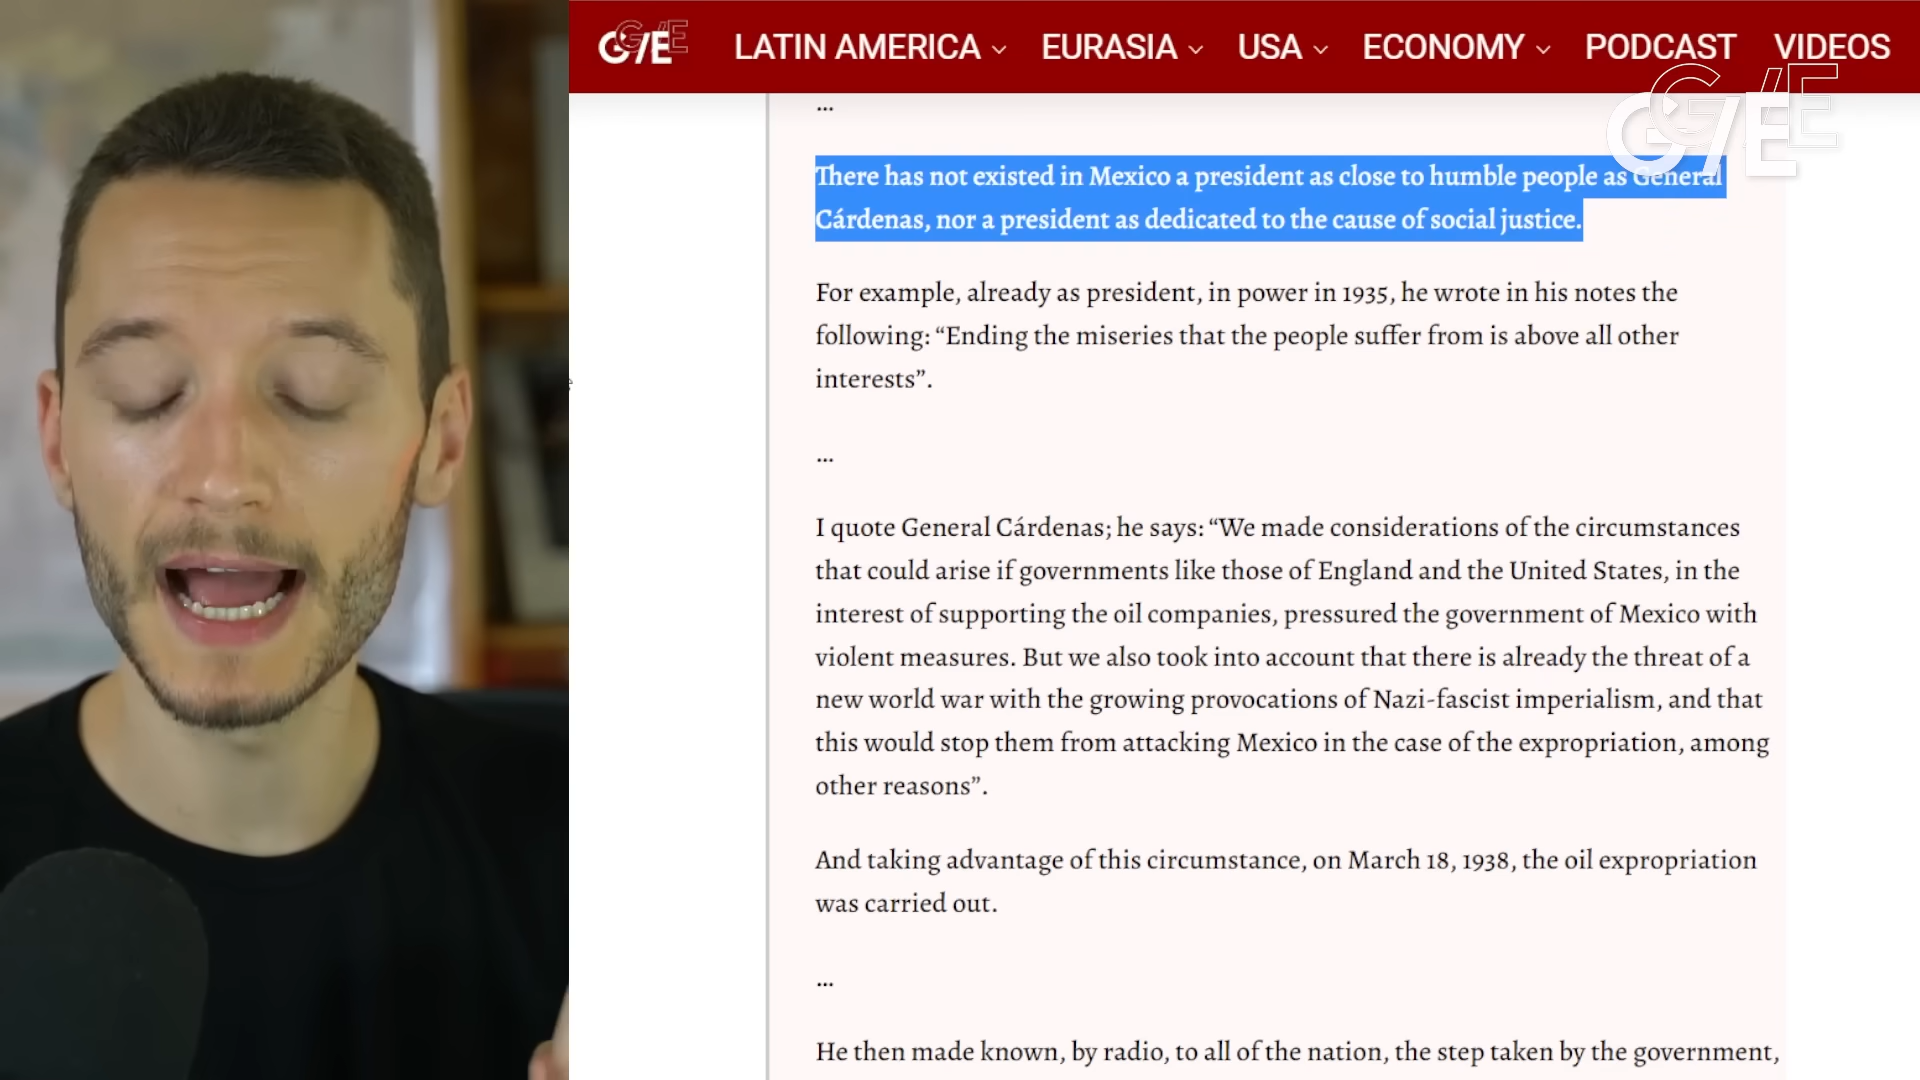 G/E LATIN AMERICA EURASIA USA ECONOMY PODCAST VIDEOS
G/E
...
There has not existed in Mexico a president as close to humble people as General
Cárdenas, nor a president as dedicated to the cause of social justice.
For example, already as president, in power in 1935, he wrote in his notes the
following: “Ending the miseries that the people suffer from is above all other
interests”.
...
I quote General Cárdenas; he says: “We made considerations of the circumstances
that could arise if governments like those of England and the United States, in the
interest of supporting the oil companies, pressured the government of Mexico with
violent measures. But we also took into account that there is already the threat of a
new world war with the growing provocations of Nazi-fascist imperialism, and that
this would stop them from attacking Mexico in the case of the expropriation, among
other reasons”.
And taking advantage of this circumstance, on March 18, 1938, the oil expropriation
was carried out.
...
He then made known, by radio, to all of the nation, the step taken by the government,